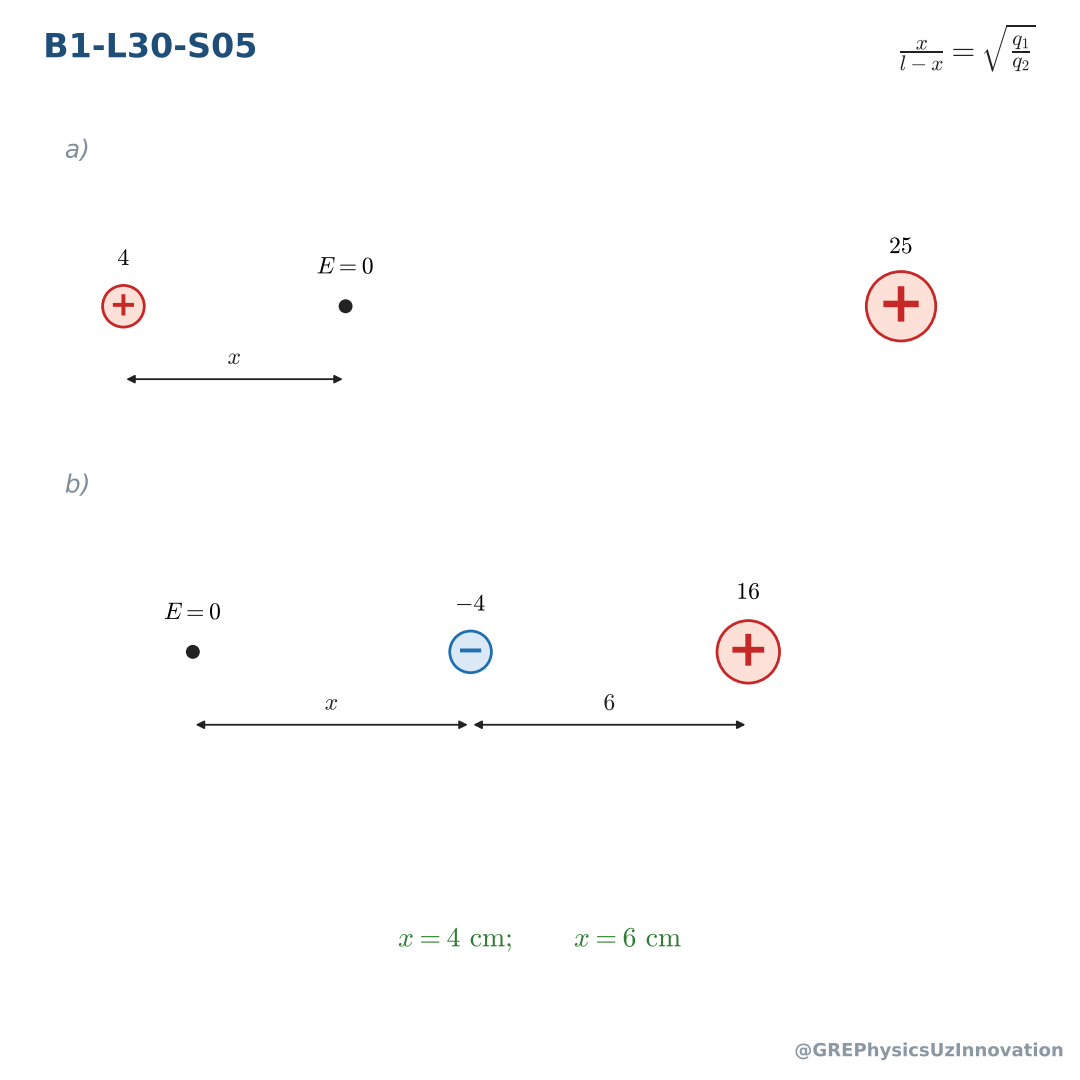 B1-L30-S05
x/(l − x) = √(q₁/q₂)
a)
4
E = 0
25
+
+
x
b)
E = 0
−4
16
−
+
x
6
x = 4 cm; x = 6 cm
@GREPhysicsUzInnovation